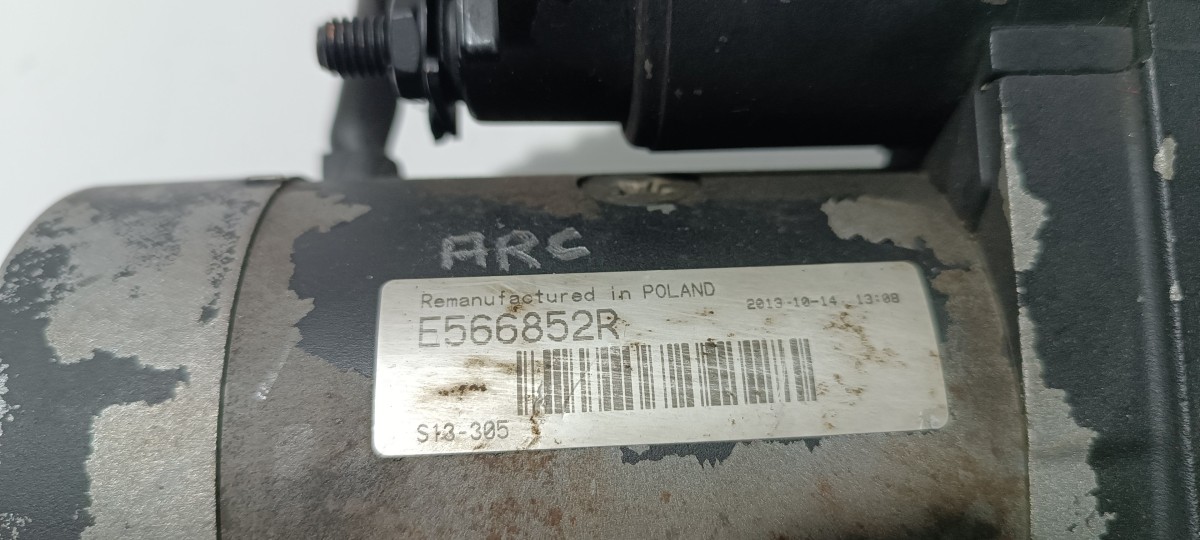 ARC
Remanufactured in POLAND 2013-10-14 13:08
E566852R
S13-305